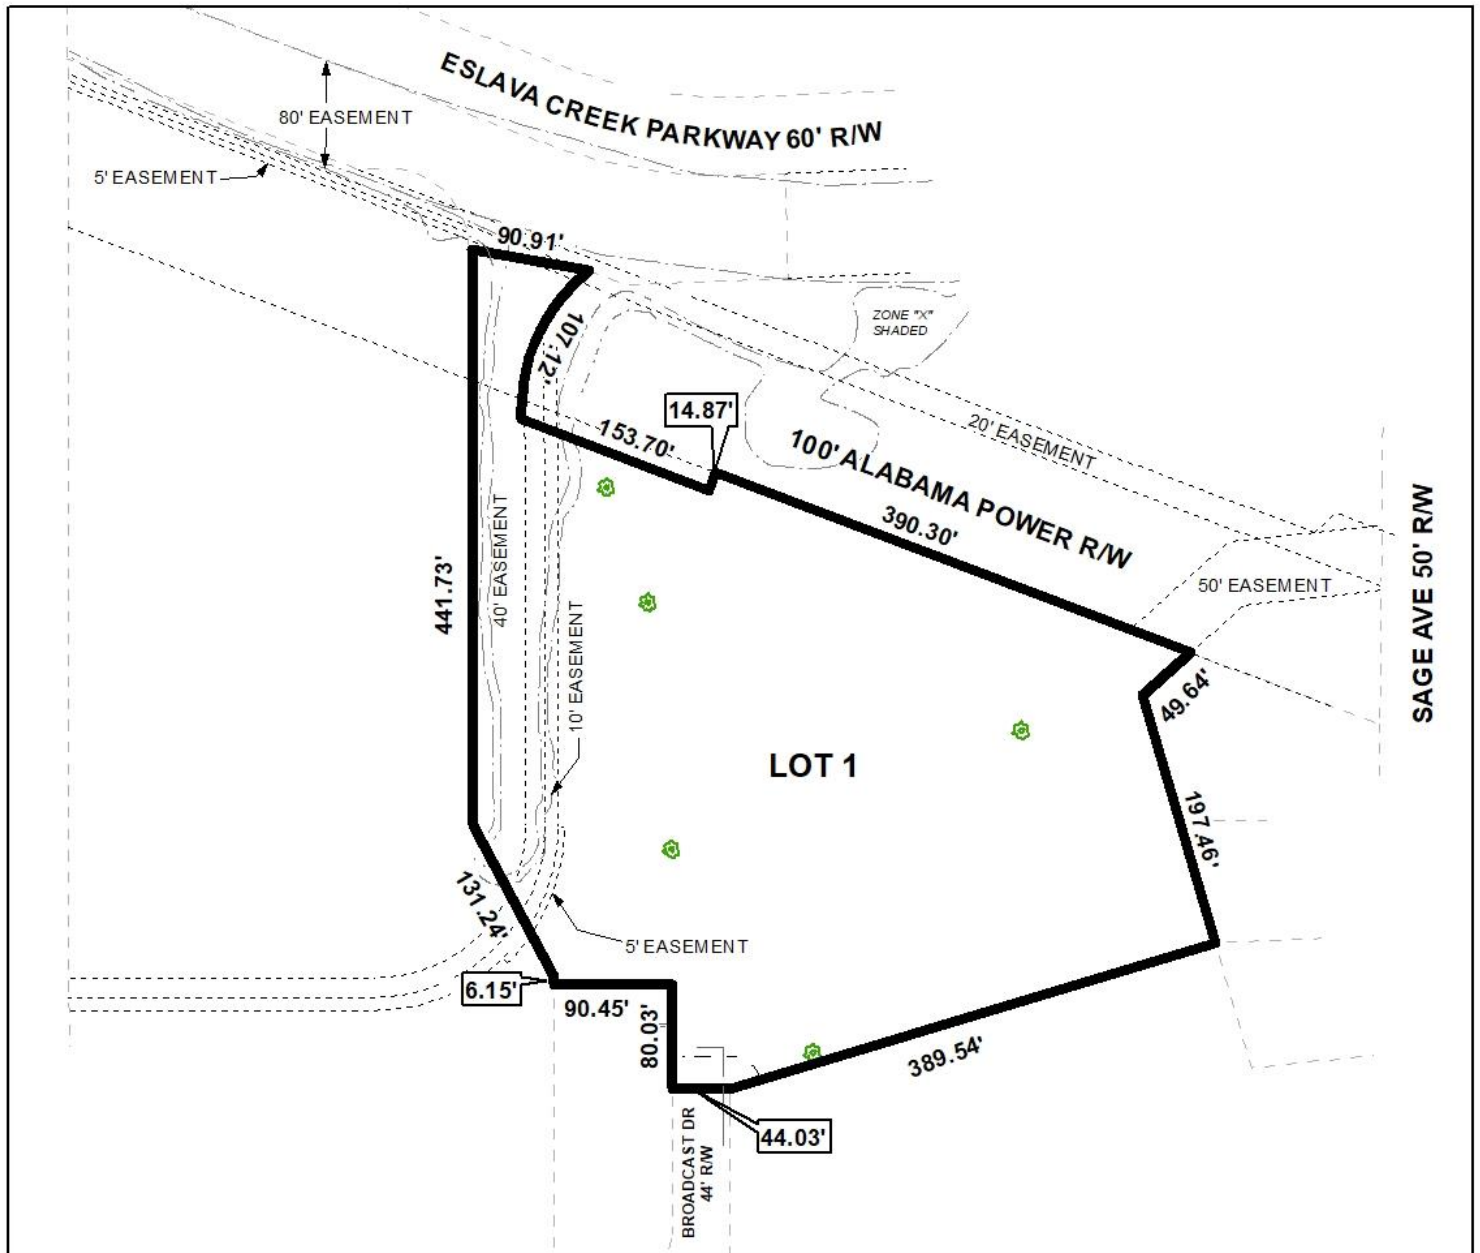 ESLAVA CREEK PARKWAY 60' R/W
80' EASEMENT
5' EASEMENT
90.91'
107.12'
ZONE "X"
SHADED
14.87'
153.70'
20' EASEMENT
100' ALABAMA POWER R/W
390.30'
SAGE AVE 50' R/W
50' EASEMENT
441.73'
40' EASEMENT
10' EASEMENT
49.64'
LOT 1
197.46'
131.24'
5' EASEMENT
6.15'
90.45'
80.03'
389.54'
44.03'
BROADCAST DR
44' R/W